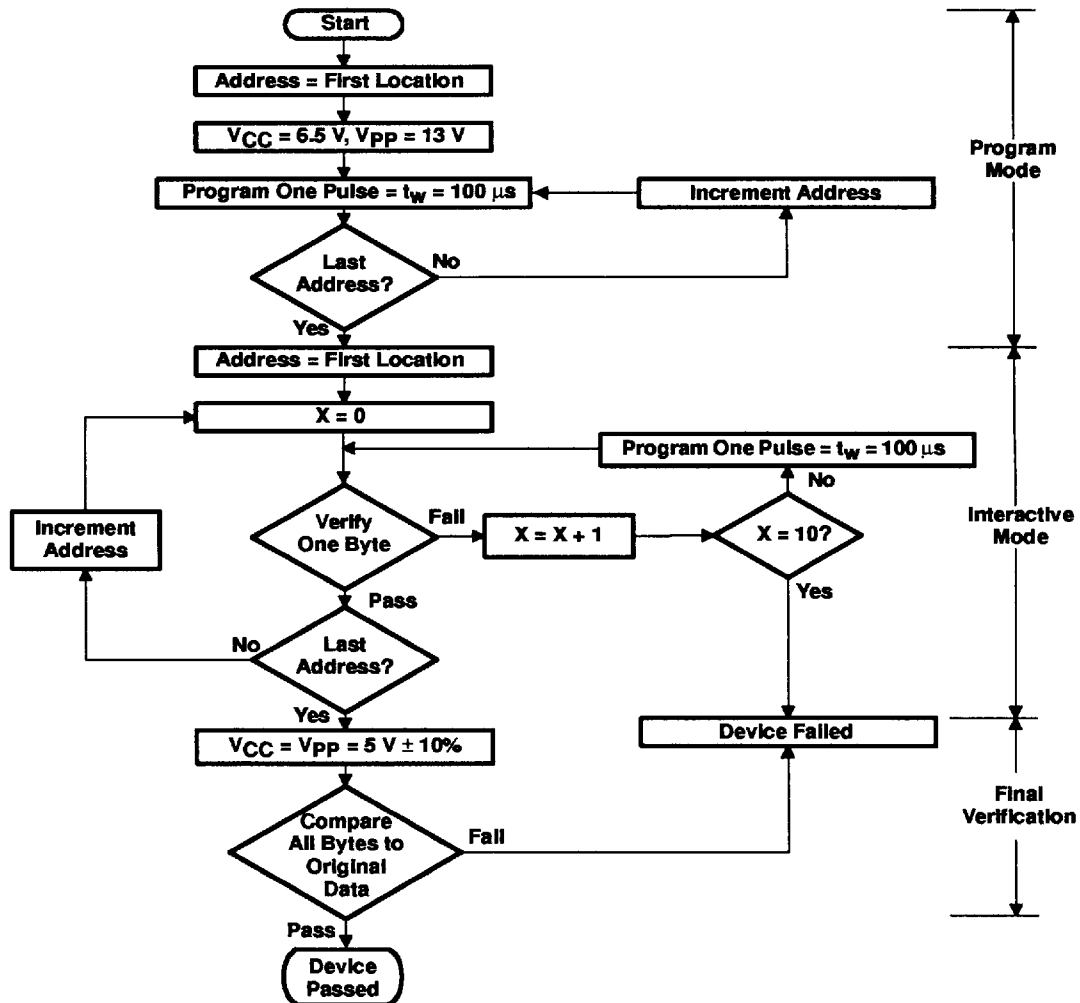 Start
Address = First Location
VCC = 6.5 V, VPP = 13 V
Program
Mode
Program One Pulse = tw = 100 μs
Increment Address
Last
Address?
No
Yes
Address = First Location
X = 0
Program One Pulse = tw = 100 μs
No
Increment
Address
Verify
One Byte
Fail
X = X + 1
X = 10?
Interactive
Mode
Yes
Pass
No
Last
Address?
Yes
VCC = VPP = 5 V ± 10%
Device Failed
Compare
All Bytes to
Original
Data
Fail
Final
Verification
Pass
Device
Passed